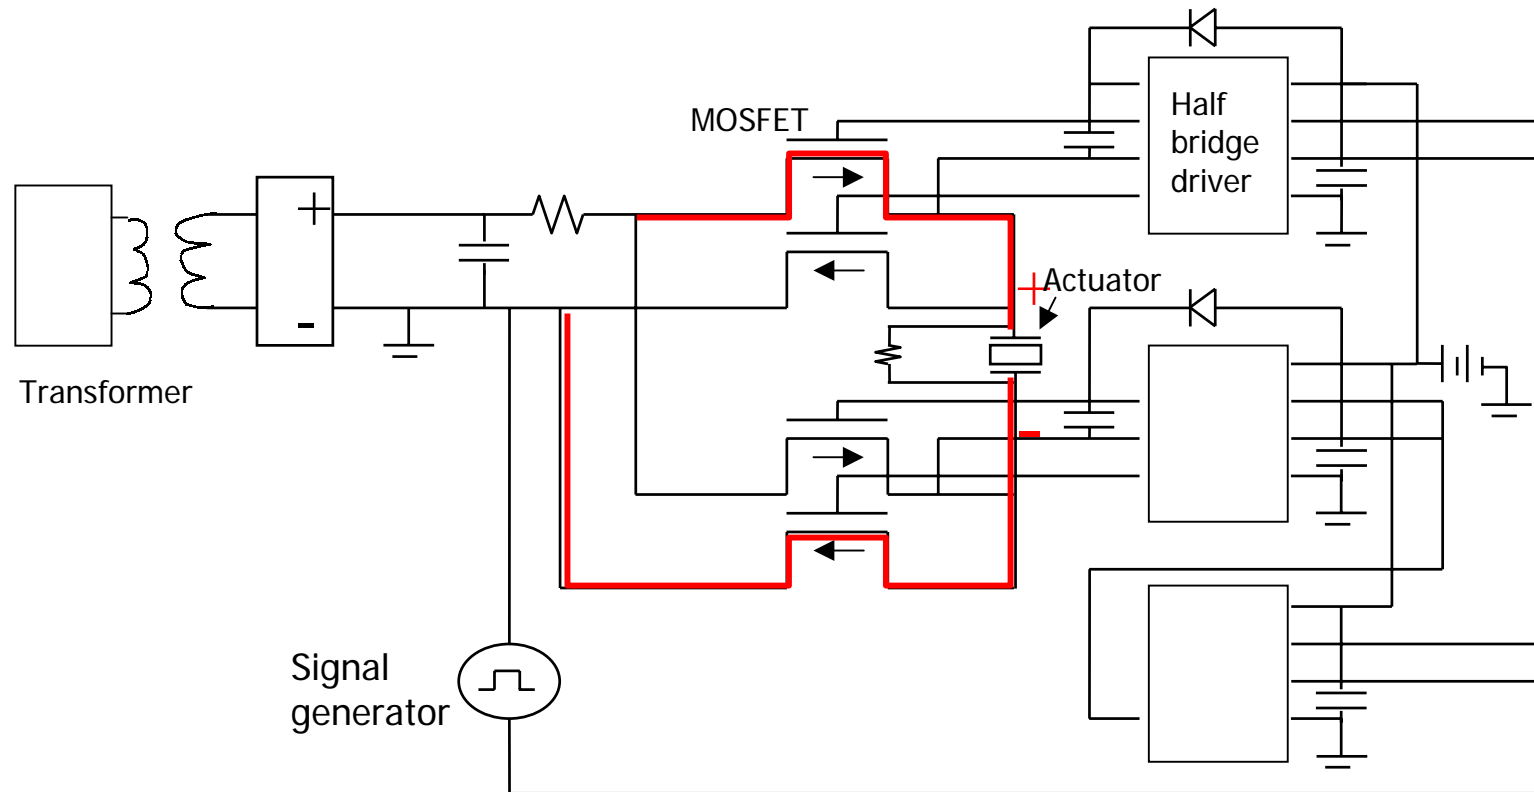 MOSFET
Half
bridge
driver
+
+
Actuator
-
Transformer
-
Signal
generator